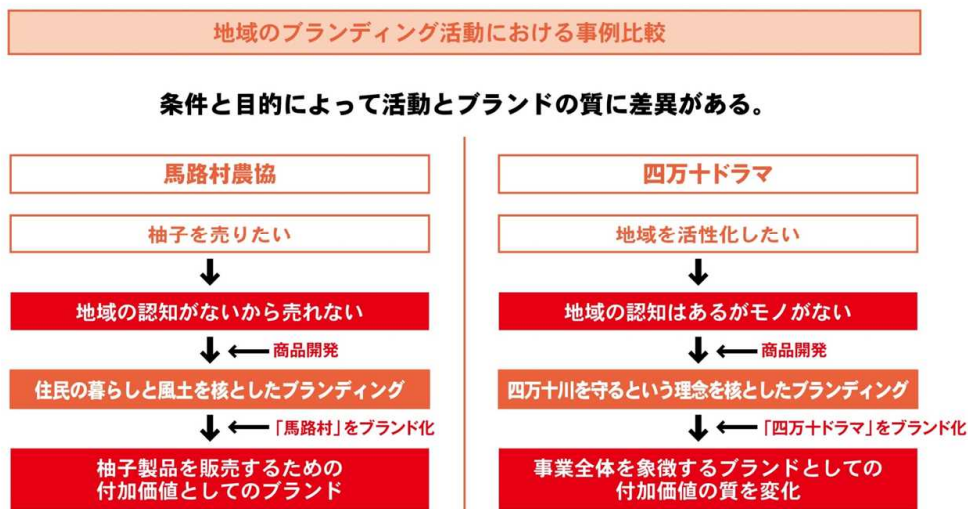 地域のブランディング活動における事例比較
条件と目的によって活動とブランドの質に差異がある。
馬路村農協
柚子を売りたい
地域の認知がないから売れない
商品開発
住民の暮らしと風土を核としたブランディング
「馬路村」をブランド化
柚子製品を販売するための
付加価値としてのブランド
四万十ドラマ
地域を活性化したい
地域の認知はあるがモノがない
商品開発
四万十川を守るという理念を核としたブランディング
「四万十ドラマ」をブランド化
事業全体を象徴するブランドとしての
付加価値の質を変化